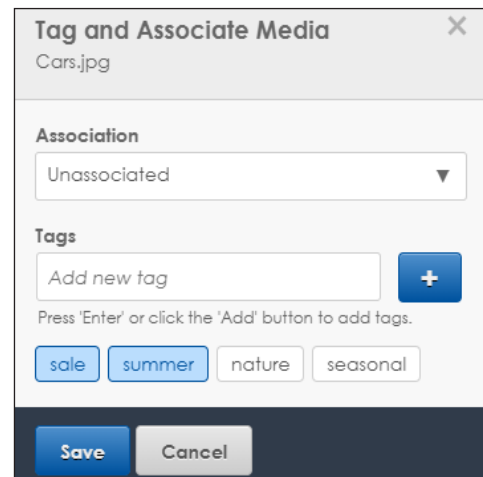 Tag and Associate Media
Cars.jpg
Association
Unassociated
Tags
Add new tag
Press 'Enter' or click the 'Add' button to add tags.
sale summer nature seasonal
Save Cancel